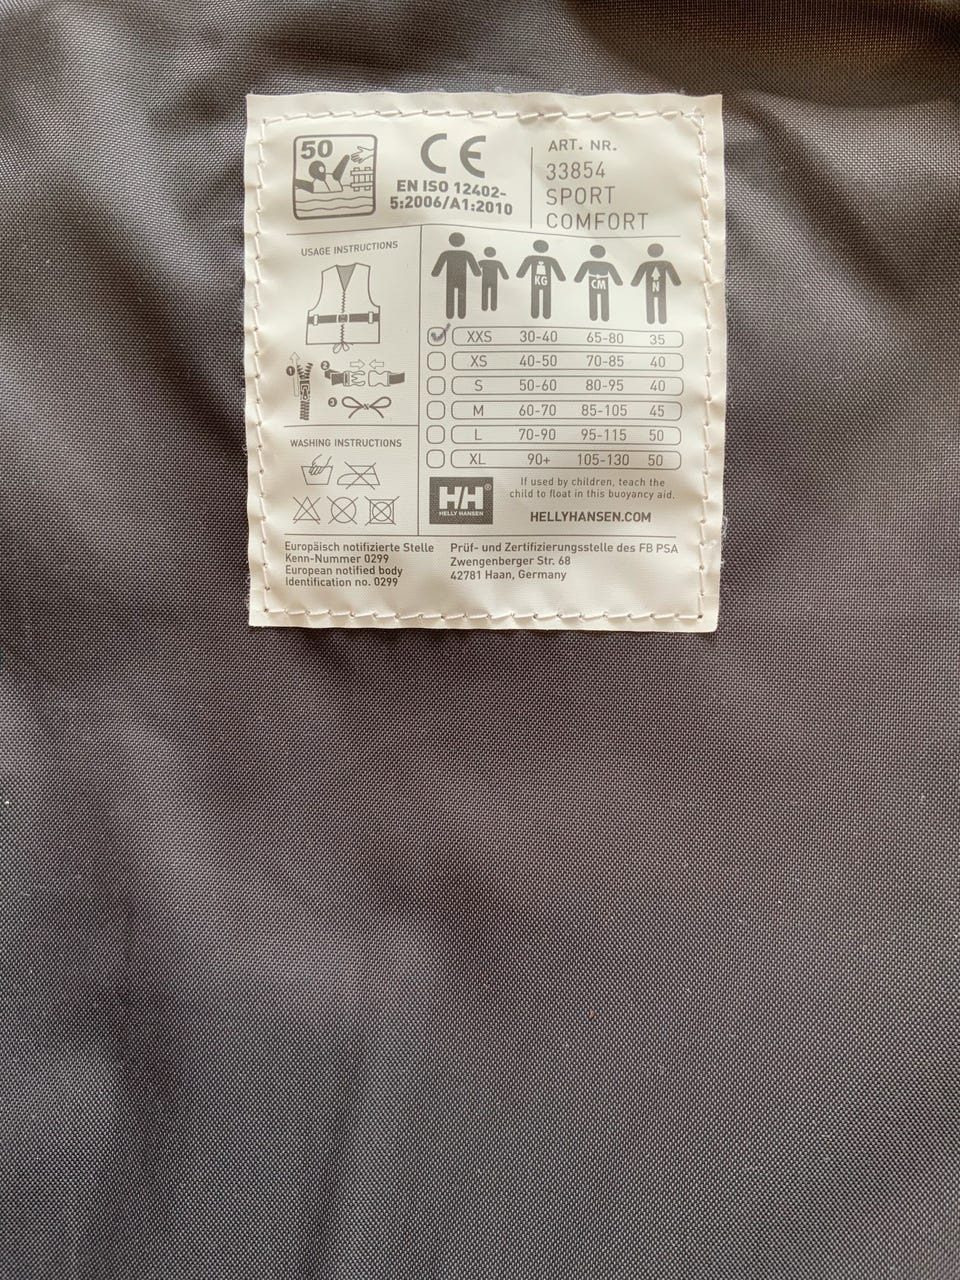 50
CE
EN ISO 12402-
5:2006/A1:2010
ART. NR.
33854
SPORT
COMFORT
USAGE INSTRUCTIONS
1
2
3
WASHING INSTRUCTIONS
KG CM N
XXS 30-40 65-80 35
XS 40-50 70-85 40
S 50-60 80-95 40
M 60-70 85-105 45
L 70-90 95-115 50
XL 90+ 105-130 50
HH®
HELLY HANSEN
If used by children, teach the
child to float in this buoyancy aid.
HELLYHANSEN.COM
Europäisch notifizierte Stelle
Kenn-Nummer 0299
European notified body
Identification no. 0299
Prüf- und Zertifizierungsstelle des FB PSA
Zwengenberger Str. 68
42781 Haan, Germany